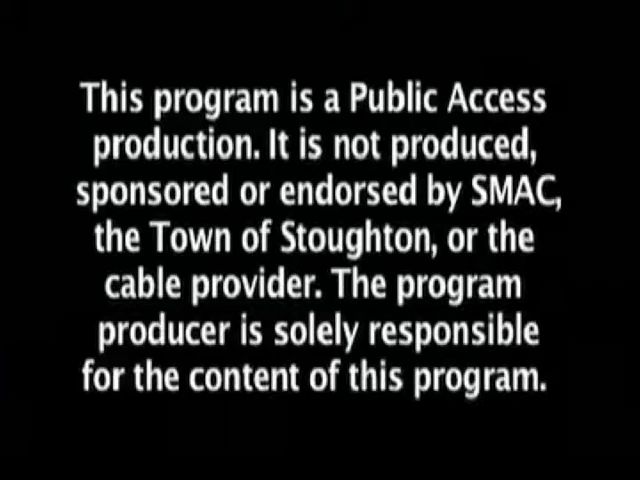 This program is a Public Access
production. It is not produced,
sponsored or endorsed by SMAC,
the Town of Stoughton, or the
cable provider. The program
producer is solely responsible
for the content of this program.